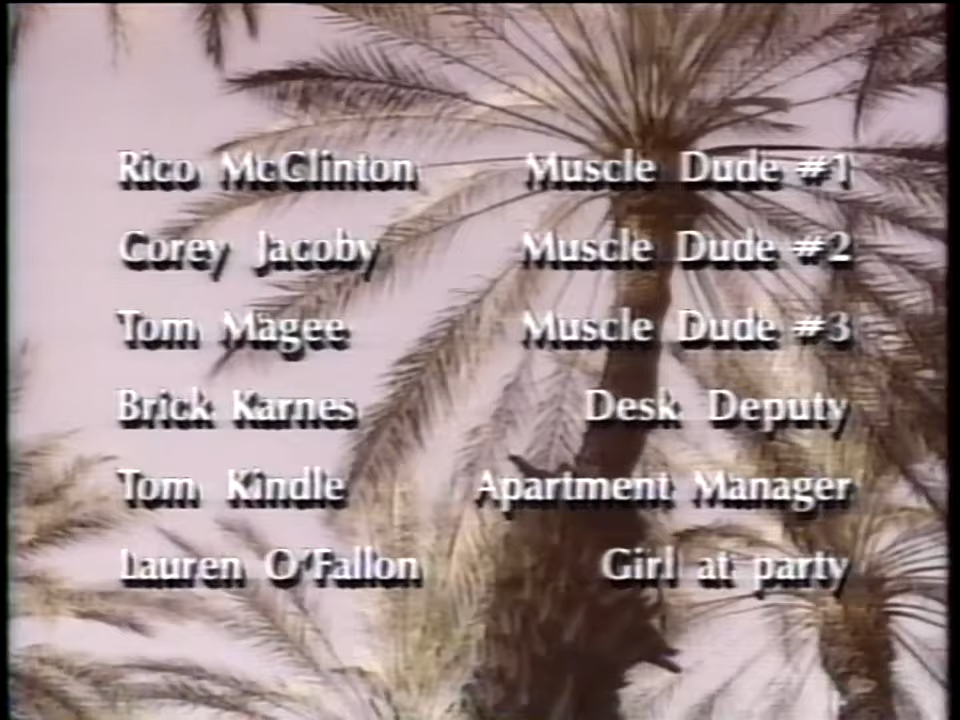 Rico McClinton Muscle Dude #1
Corey Jacoby Muscle Dude #2
Tom Magee Muscle Dude #3
Brick Karnes Desk Deputy
Tom Kindle Apartment Manager
Lauren O'Fallon Girl at party